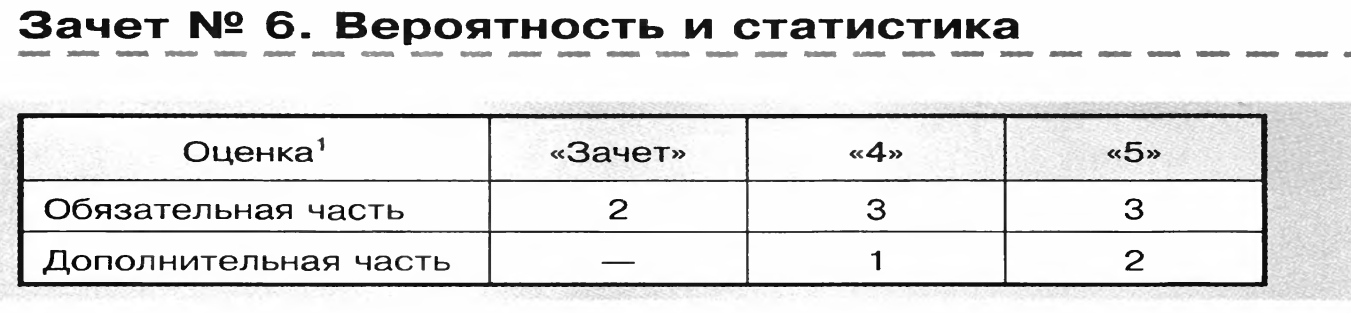 Зачет № 6. Вероятность и статистика
Оценка¹ «Зачет» «4» «5»
Обязательная часть 2 3 3
Дополнительная часть — 1 2